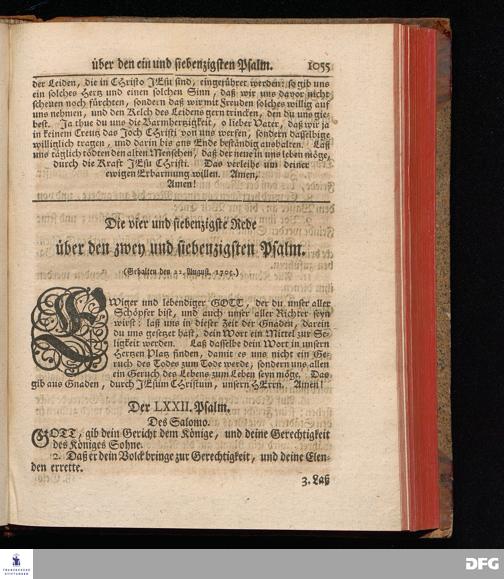 über den ein und siebenzigsten Psalm. 1055
der Leiden, die in CHristo JEsu sind, eingeführet werden: so gib uns
ein solches Hertz und einen solchen Sinn, daß wir uns davor nicht
scheuen noch fürchten, sondern daß wir mit Freuden solches willig auf
uns nehmen, und den Kelch des Leidens gern trincken, den du uns gie-
best. Ja thue du uns die Barmhertzigkeit, o lieber Vater, daß wir ja
in keinem Creutz das Joch CHristi von uns werfen, sondern dasselbige
williglich tragen, und darin bis ans Ende beständig aushalten. Laß
uns täglich tödten den alten Menschen, daß der neue in uns leben möge,
durch die Kraft JEsu CHristi. Das verleihe um deiner
ewigen Erbarmung willen. Amen,
Amen!
Die vier und siebenzigste Rede
über den zwey und siebenzigsten Psalm.
(Gehalten den 21. August. 1705.)
EWiger und lebendiger GOTT, der du unser aller
Schöpfer bist, und auch unser aller Richter seyn
wirst: laß uns in dieser Zeit der Gnaden, darein
du uns gesetzt hast, dein Wort ein Mittel zur Se-
ligkeit werden. Laß dasselbe dein Wort in unsern
Hertzen Platz finden, damit es uns nicht ein Ge-
ruch des Todes zum Tode werde; sondern uns allen
ein Geruch des Lebens zum Leben seyn möge. Das
gib aus Gnaden, durch JEsum Christum, unsern HErrn. Amen!
Der LXXII. Psalm.
Des Salomo.
GOTT, gib dein Gericht dem Könige, und deine Gerechtigkeit
des Königes Sohne.
2. Daß er dein Volck bringe zur Gerechtigkeit, und deine Elen-
den errette.
3. Laß
FRANCKESCHE
STIFTUNGEN
DFG